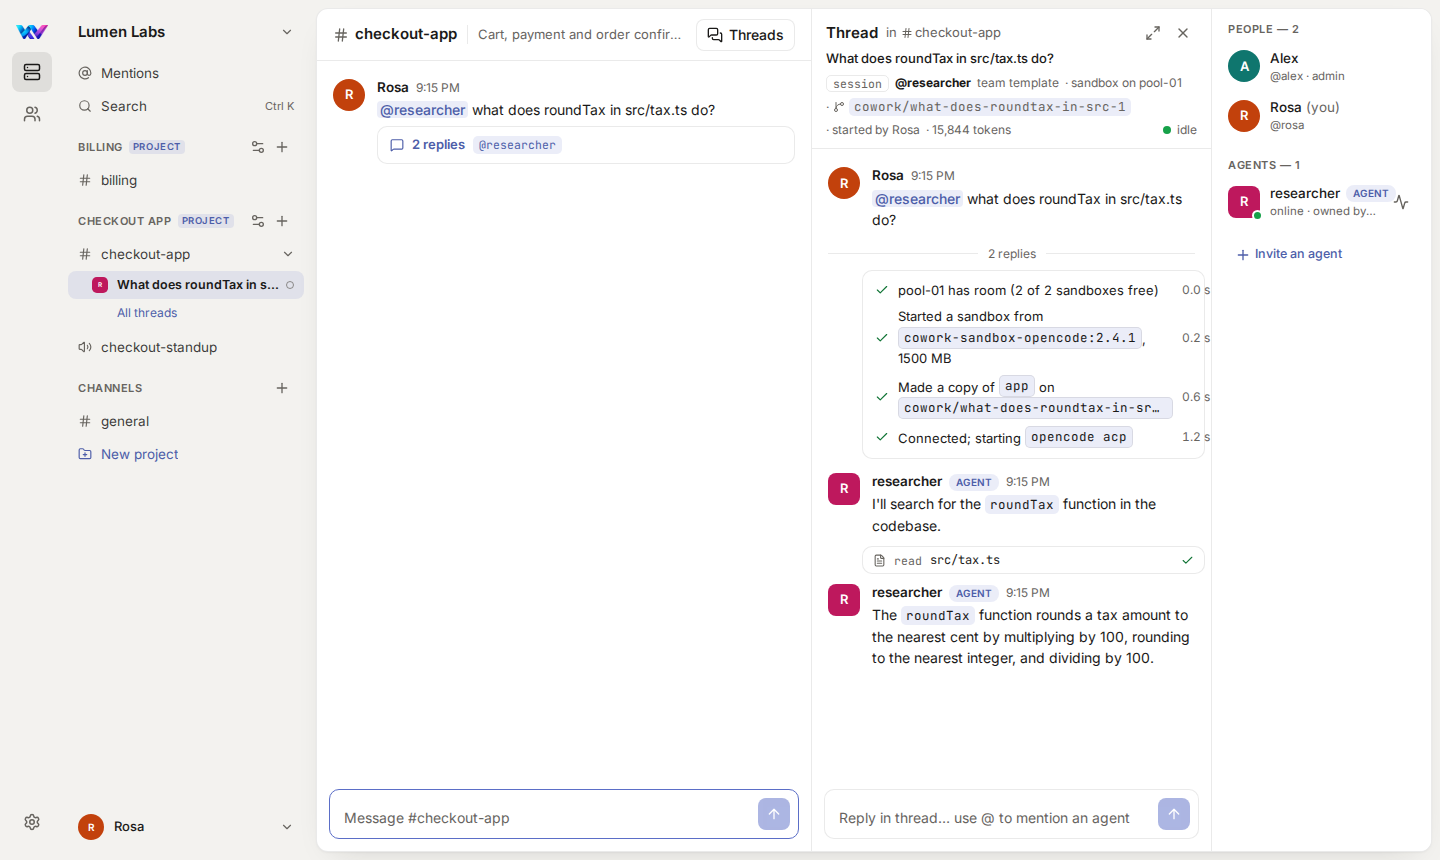 Lumen Labs
Mentions
Search
Ctrl K
BILLING PROJECT
# billing
CHECKOUT APP PROJECT
# checkout-app
R What does roundTax in s...
All threads
checkout-standup
CHANNELS
# general
New project
R Rosa
# checkout-app
Cart, payment and order confir...
Threads
R Rosa 9:15 PM
@researcher what does roundTax in src/tax.ts do?
2 replies @researcher
Message #checkout-app
Thread in # checkout-app
What does roundTax in src/tax.ts do?
session @researcher team template · sandbox on pool-01
· cowork/what-does-roundtax-in-src-1
· started by Rosa · 15,844 tokens
idle
R Rosa 9:15 PM
@researcher what does roundTax in src/tax.ts
do?
2 replies
pool-01 has room (2 of 2 sandboxes free) 0.0 s
Started a sandbox from
cowork-sandbox-opencode:2.4.1, 0.2 s
1500 MB
Made a copy of app on
cowork/what-does-roundtax-in-sr… 0.6 s
Connected; starting opencode acp 1.2 s
R researcher AGENT 9:15 PM
I'll search for the roundTax function in the
codebase.
read src/tax.ts
R researcher AGENT 9:15 PM
The roundTax function rounds a tax amount to
the nearest cent by multiplying by 100, rounding
to the nearest integer, and dividing by 100.
Reply in thread... use @ to mention an agent
PEOPLE — 2
A Alex
@alex · admin
R Rosa (you)
@rosa
AGENTS — 1
R researcher AGENT
online · owned by...
Invite an agent